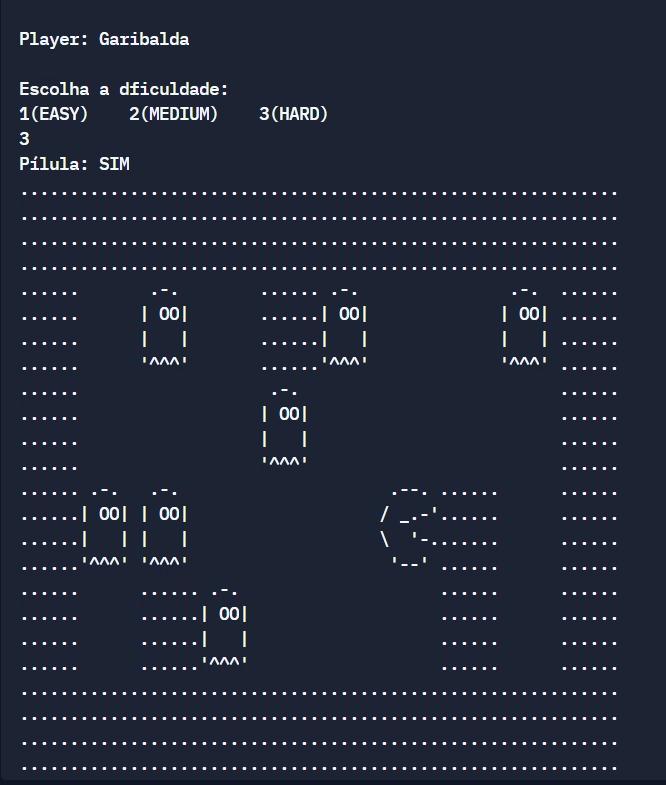 Player: Garibalda
Escolha a dficuldade:
1(EASY)    2(MEDIUM)    3(HARD)
3
Pílula: SIM
............................................................
............................................................
............................................................
............................................................
......       .-.        ...... .-.               .-.  ......
......      | OO|       ......| OO|             | OO| ......
......      |   |       ......|   |             |   | ......
......      '^^^'       ......'^^^'             '^^^' ......
......                   .-.                          ......
......                  | OO|                         ......
......                  |   |                         ......
......                  '^^^'                         ......
...... .-.   .-.                     .--. ......      ......
......| OO| | OO|                   / _.-'......      ......
......|   | |   |                   \  '-.......      ......
......'^^^' '^^^'                    '--' ......      ......
......      ...... .-.                    ......      ......
......      ......| OO|                   ......      ......
......      ......|   |                   ......      ......
......      ......'^^^'                   ......      ......
............................................................
............................................................
............................................................
............................................................